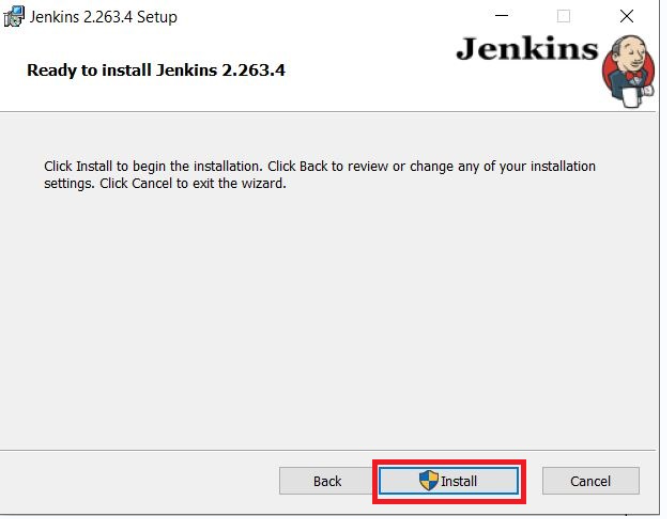 Jenkins 2.263.4 Setup
Jenkins
Ready to install Jenkins 2.263.4
Click Install to begin the installation. Click Back to review or change any of your installation
settings. Click Cancel to exit the wizard.
Back
Install
Cancel